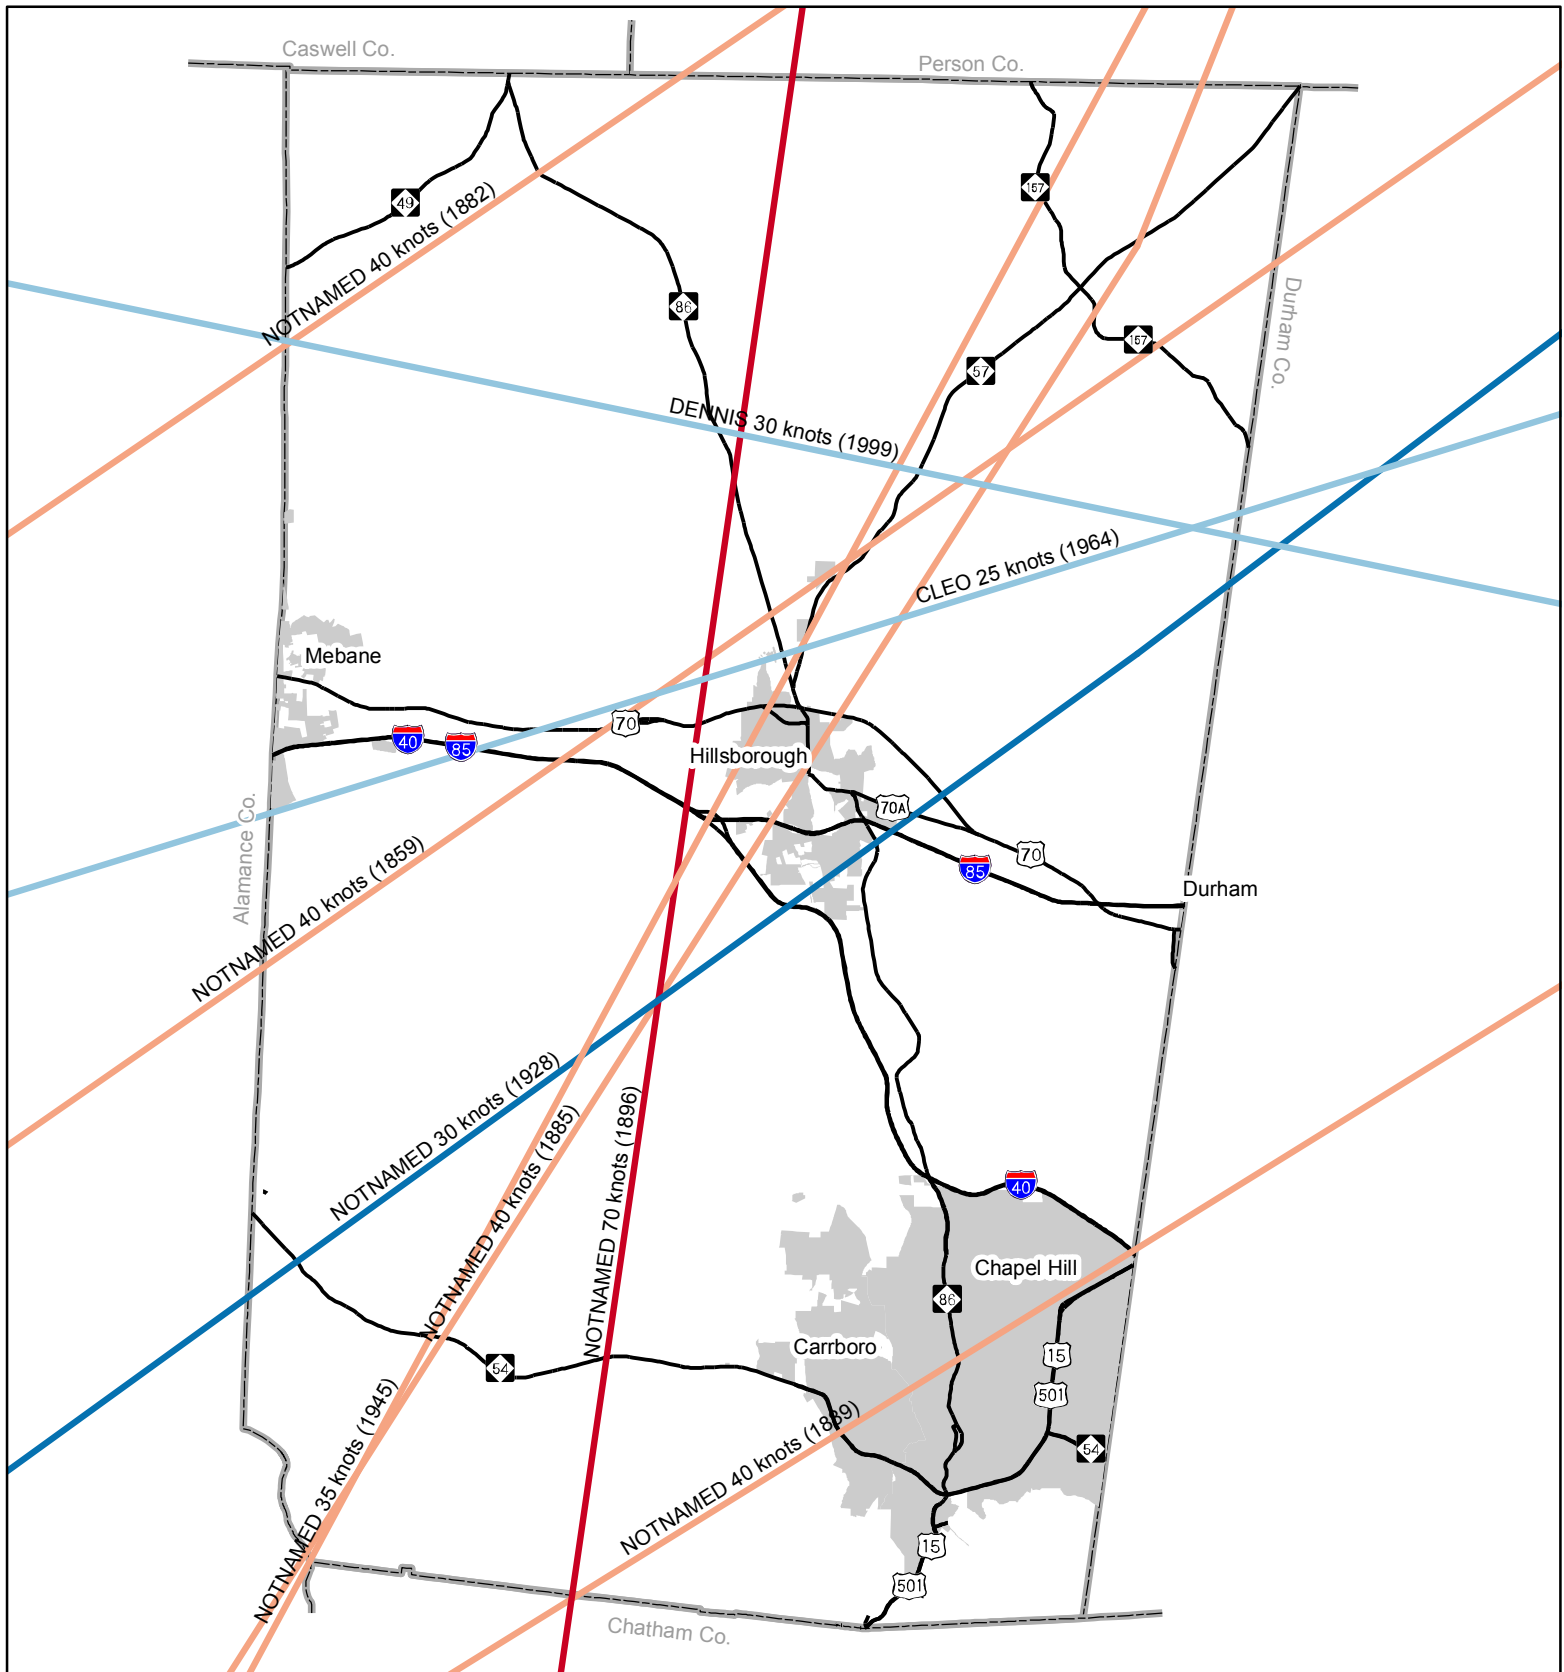 Caswell Co.
Person Co.
157
49
NOTNAMED 40 knots (1882)
86
Durham Co.
157
57
DENNIS 30 knots (1999)
CLEO 25 knots (1964)
Mebane
70
40
85
Hillsborough
70A
Alamance Co.
70
85
Durham
NOTNAMED 40 knots (1859)
NOTNAMED 30 knots (1928)
NOTNAMED 40 knots (1885)
NOTNAMED 70 knots (1896)
40
Chapel Hill
86
Carrboro
15
54
501
NOTNAMED 35 knots (1945)
NOTNAMED 40 knots (1889)
54
15
501
Chatham Co.